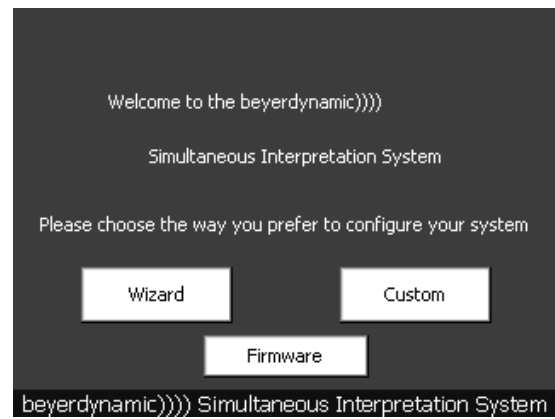 Welcome to the beyerdynamic))))
Simultaneous Interpretation System
Please choose the way you prefer to configure your system
Wizard Custom
Firmware
beyerdynamic)))) Simultaneous Interpretation System